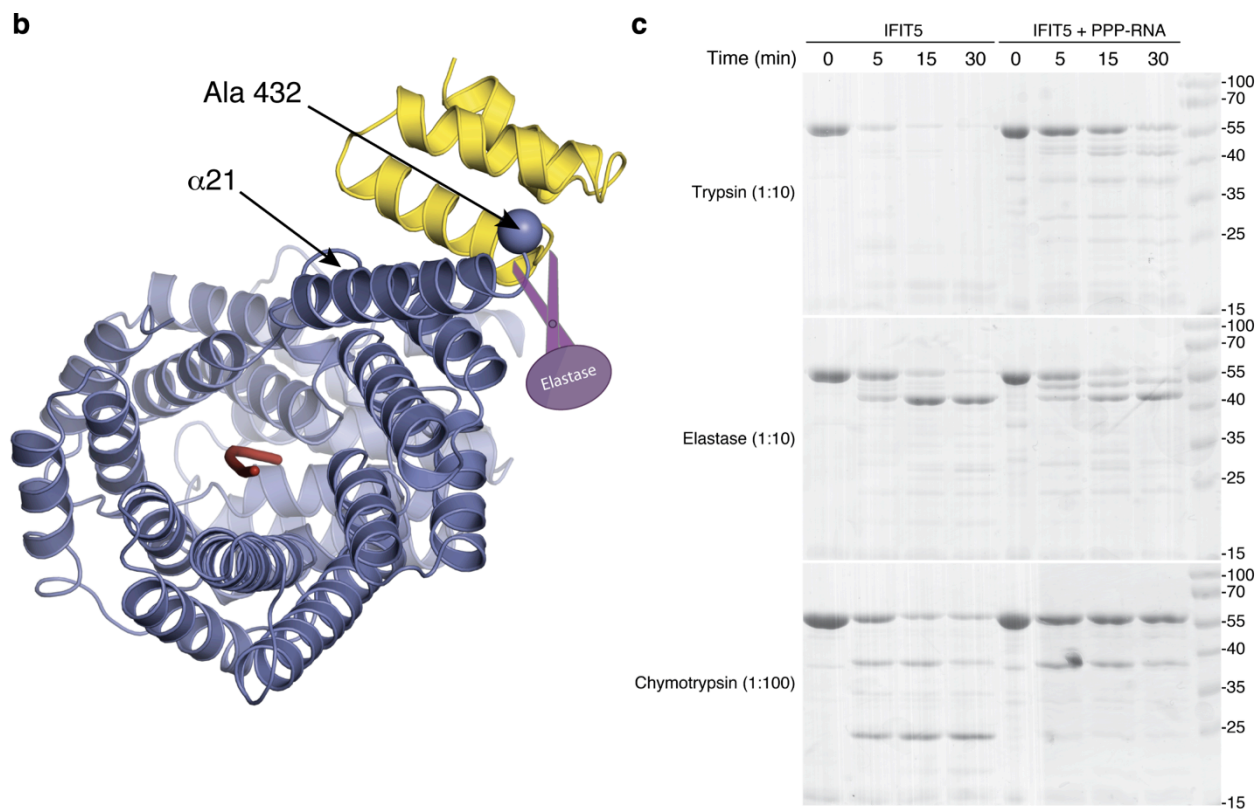 b
Ala 432
α21
Elastase
c
IFIT5
IFIT5 + PPP-RNA
Time (min) 0 5 15 30 0 5 15 30
-100
-70
-55
-40
-35
-25
-15
Trypsin (1:10)
-100
-70
-55
-40
-35
-25
-15
Elastase (1:10)
-100
-70
-55
-40
-35
-25
-15
Chymotrypsin (1:100)